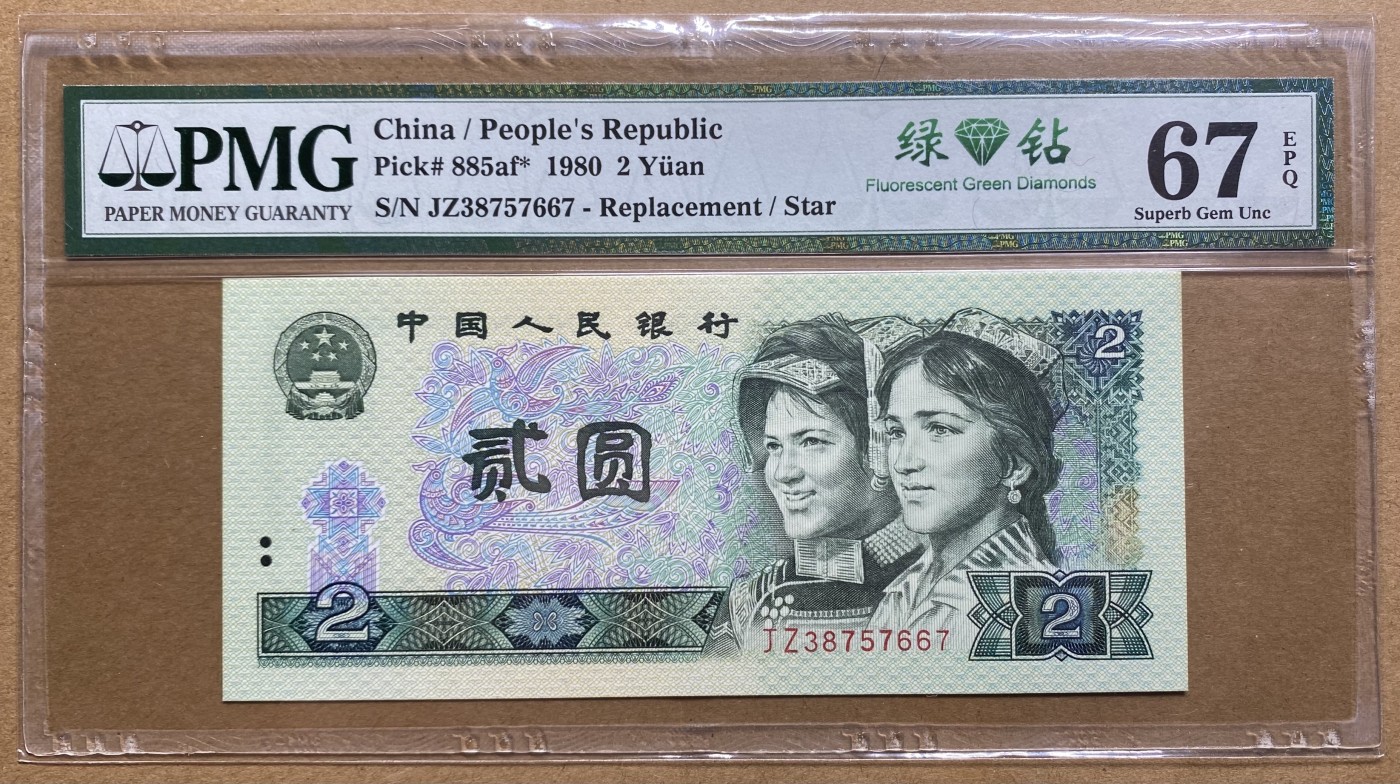 PMG
PAPER MONEY GUARANTY
China / People's Republic
Pick# 885af* 1980 2 Yüan
S/N JZ38757667 - Replacement / Star
绿 钻
Fluorescent Green Diamonds
67
EPQ
Superb Gem Unc
中国人民银行
2
贰圆
2
JZ38757667
2